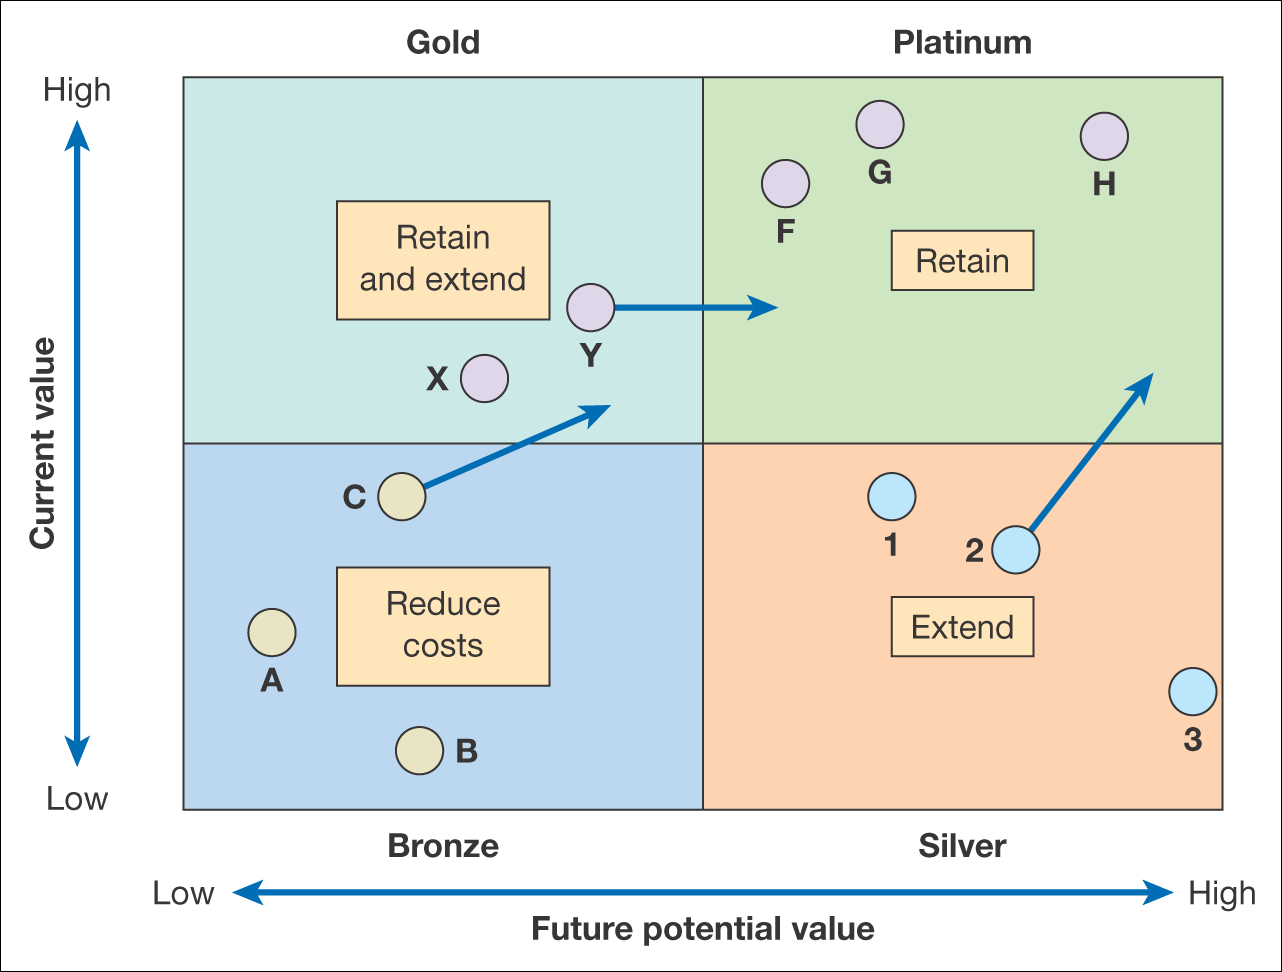 Gold
Platinum
High
G
H
F
Retain
and extend
Retain
Y
X
Current value
C
1
2
Reduce
costs
Extend
A
3
B
Low
Bronze
Silver
Low
High
Future potential value